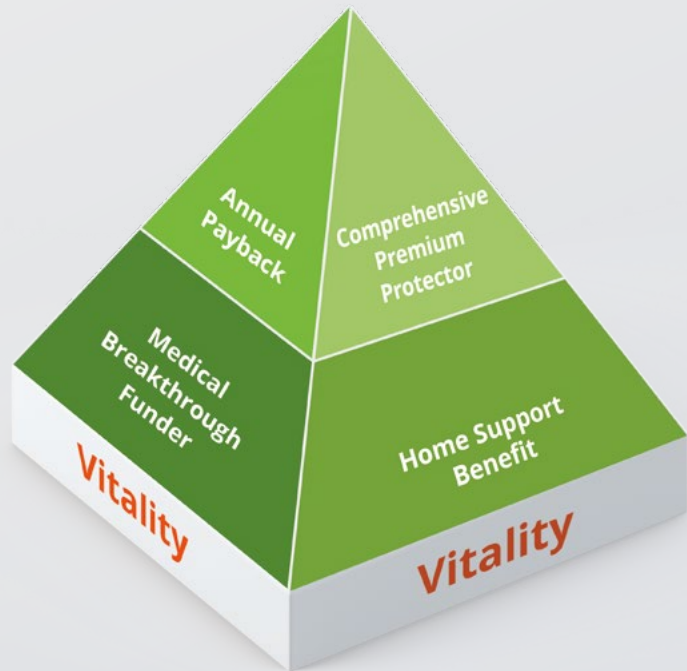 Annual
Payback
Comprehensive
Premium
Protector
Medical
Breakthrough
Funder
Home Support
Benefit
Vitality
Vitality